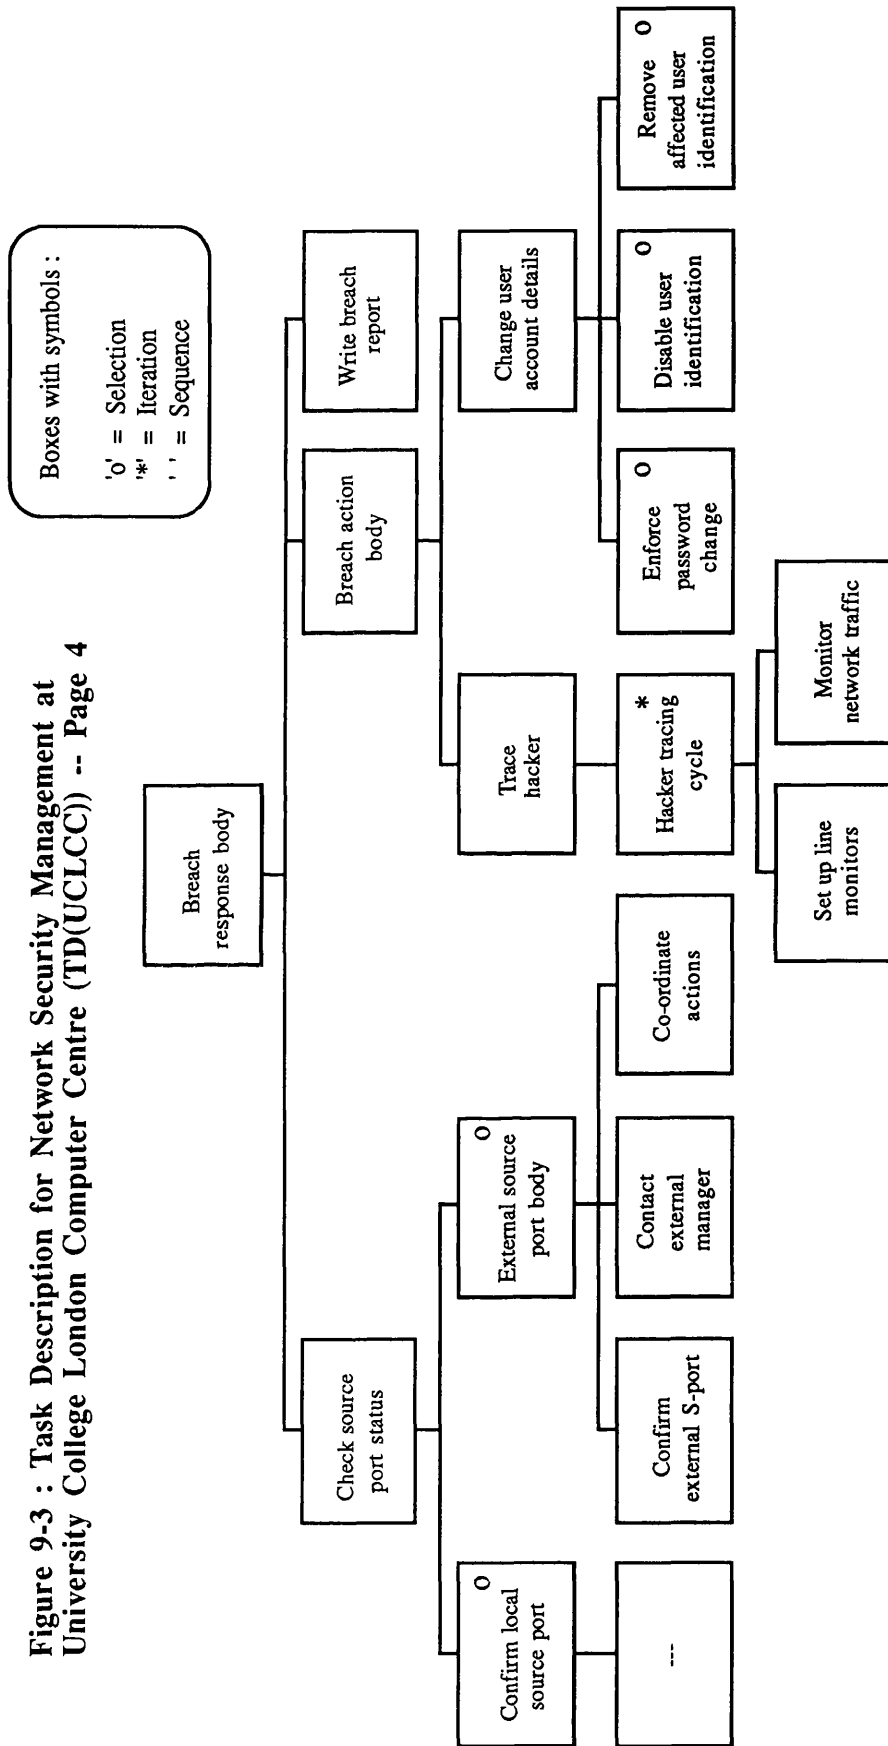 Figure 9-3 : Task Description for Network Security Management at
University College London Computer Centre (TD(UCLCC)) -- Page 4
Boxes with symbols :
'o' = Selection
'*' = Iteration
' ' = Sequence
Breach
response body
Check source
port status
Breach action
body
Write breach
report
Confirm local
source port
O
External source
port body
O
Trace
hacker
Change user
account details
---
Confirm
external S-port
Contact
external
manager
Co-ordinate
actions
Hacker tracing
cycle
*
Enforce
password
change
O
Disable user
identification
O
Remove
affected user
identification
O
Set up line
monitors
Monitor
network traffic